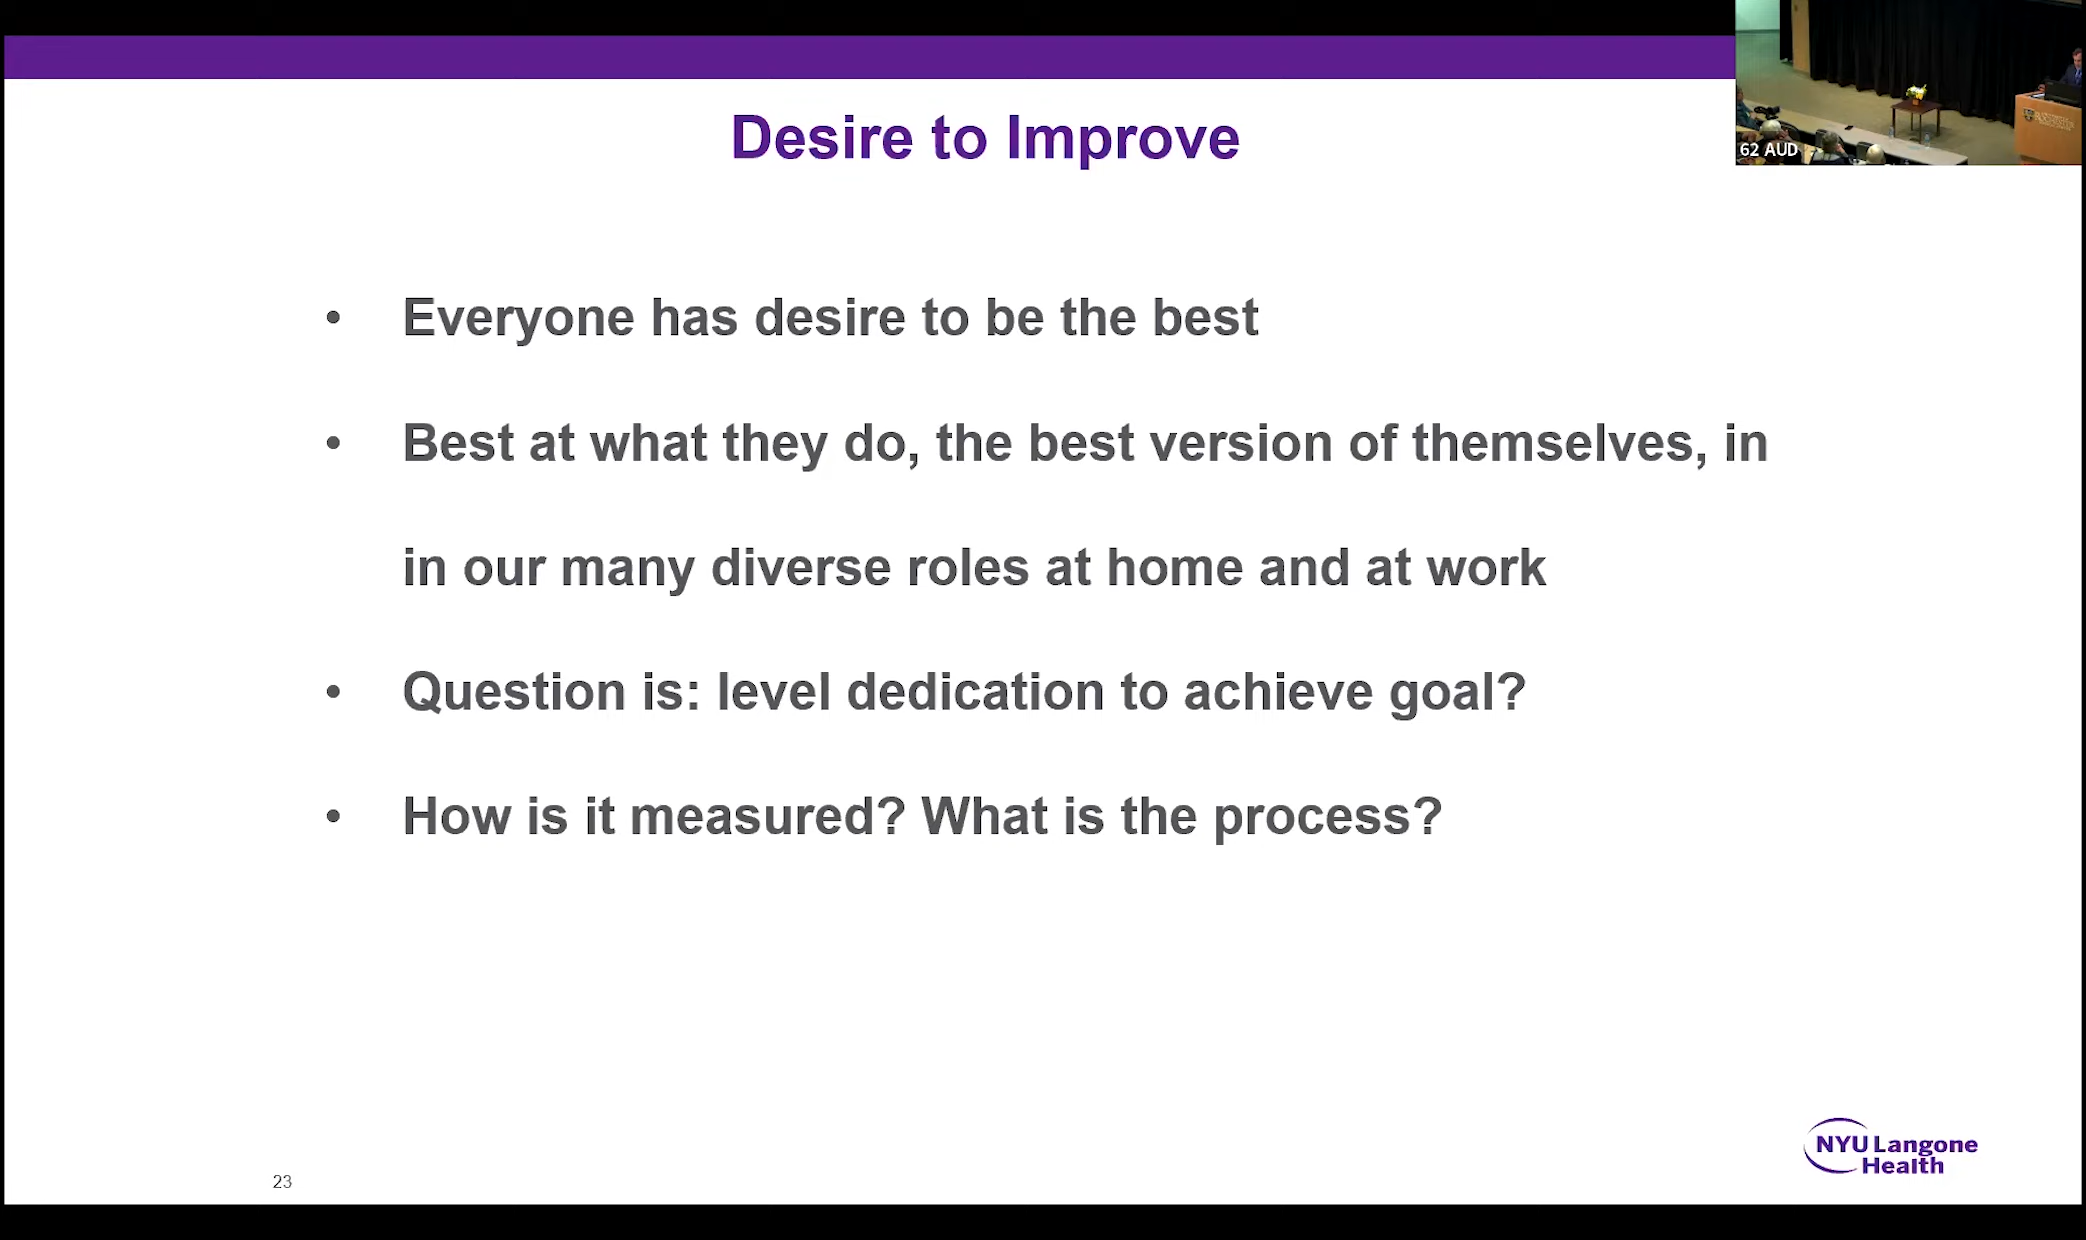 Desire to Improve
62 AUD
• Everyone has desire to be the best
• Best at what they do, the best version of themselves, in
in our many diverse roles at home and at work
• Question is: level dedication to achieve goal?
• How is it measured? What is the process?
NYU Langone
Health
23